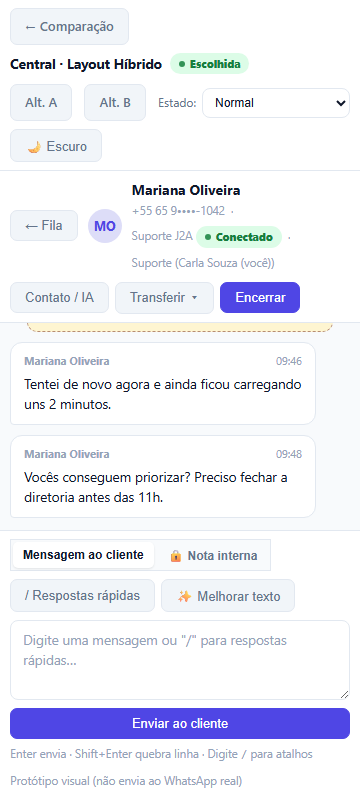 ← Comparação
Central · Layout Híbrido
● Escolhida
Alt. A
Alt. B
Estado:
Normal
🌙 Escuro
← Fila
MO
Mariana Oliveira
+55 65 9••••-1042 ·
Suporte J2A ● Conectado ·
Suporte (Carla Souza (você))
Contato / IA
Transferir ▾
Encerrar
Mariana Oliveira 09:46
Tentei de novo agora e ainda ficou carregando
uns 2 minutos.
Mariana Oliveira 09:48
Vocês conseguem priorizar? Preciso fechar a
diretoria antes das 11h.
Mensagem ao cliente
🔒 Nota interna
/ Respostas rápidas
✨ Melhorar texto
Digite uma mensagem ou "/" para respostas
rápidas...
Enviar ao cliente
Enter envia · Shift+Enter quebra linha · Digite / para atalhos
Protótipo visual (não envia ao WhatsApp real)